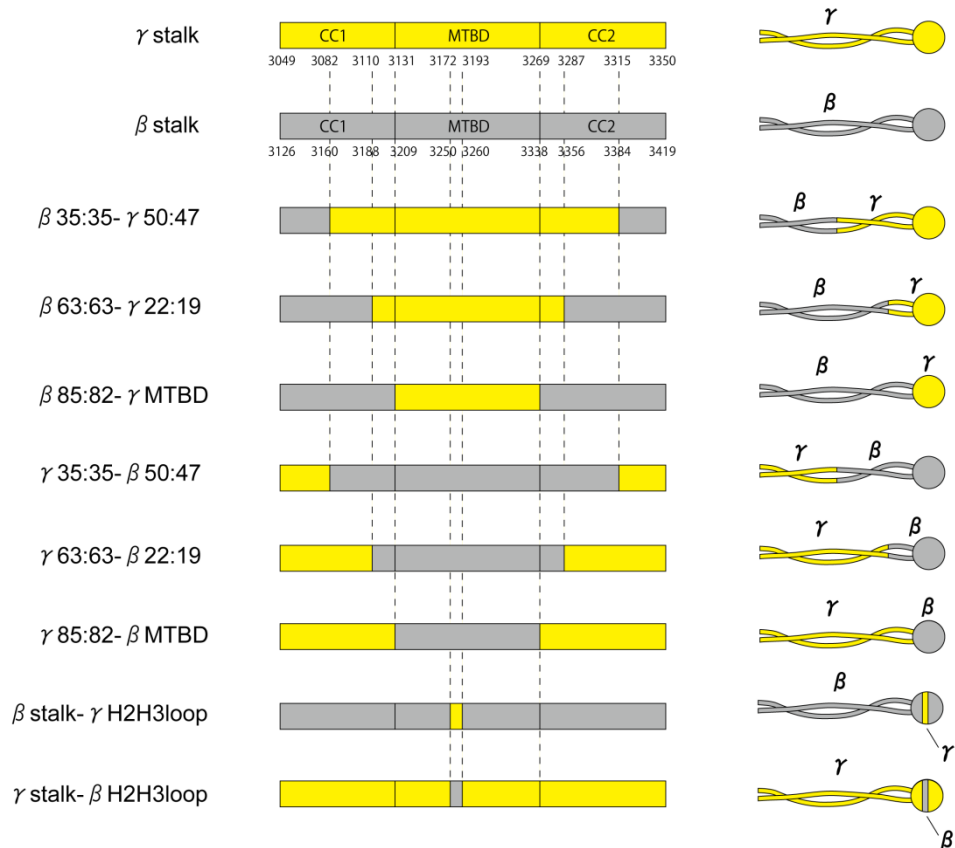 γ stalk CC1 MTBD CC2 γ
3049 3082 3110 3131 3172 3193 3269 3287 3315 3350
β stalk CC1 MTBD CC2 β
3126 3160 3188 3209 3250 3260 3338 3356 3384 3419
β 35:35- γ 50:47 β γ
β 63:63- γ 22:19 β γ
β 85:82- γ MTBD β γ
γ 35:35- β 50:47 γ β
γ 63:63- β 22:19 γ β
γ 85:82- β MTBD γ β
β stalk- γ H2H3loop β γ
γ stalk- β H2H3loop γ β